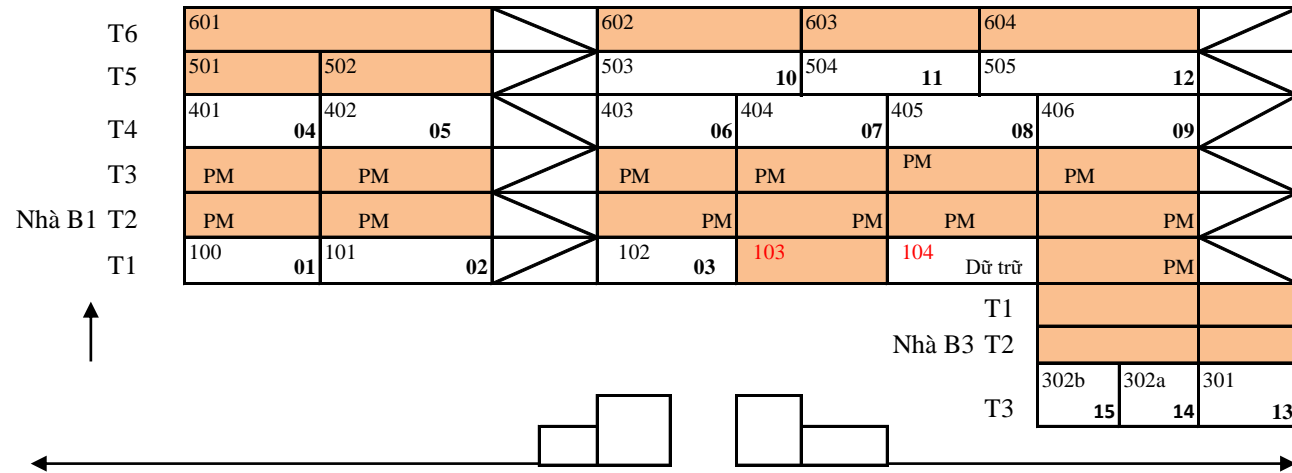 T6 601 602 603 604
T5 501 502 503 10 504 11 505 12
T4 401 04 402 05 403 06 404 07 405 08 406 09
T3 PM PM PM PM PM PM
Nhà B1 T2 PM PM PM PM PM PM
T1 100 01 101 02 102 03 103 104 Dữ trữ PM
T1
Nhà B3 T2
T3 302b 15 302a 14 301 13